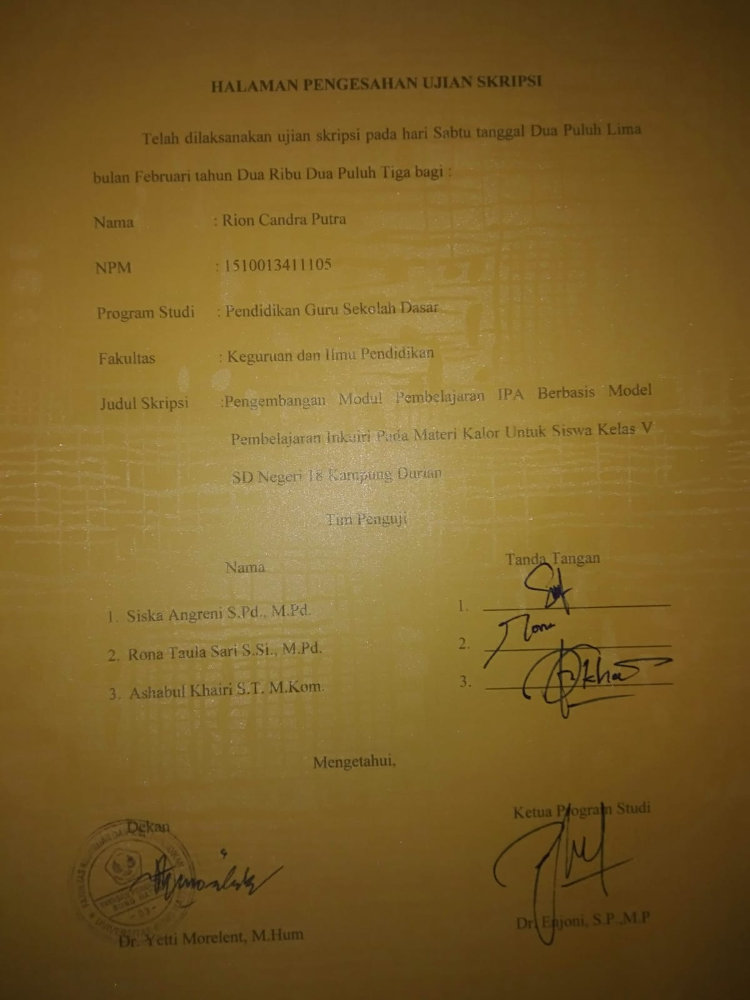 HALAMAN PENGESAHAN UJIAN SKRIPSI
Telah dilaksanakan ujian skripsi pada hari Sabtu tanggal Dua Puluh Lima
bulan Februari tahun Dua Ribu Dua Puluh Tiga bagi :
Nama : Rion Candra Putra
NPM : 1510013411105
Program Studi : Pendidikan Guru Sekolah Dasar
Fakultas : Keguruan dan Ilmu Pendidikan
Judul Skripsi :Pengembangan Modul Pembelajaran IPA Berbasis Model
Pembelajaran Inkuiri Pada Materi Kalor Untuk Siswa Kelas V
SD Negeri 18 Kampung Durian
Tim Penguji
Nama Tanda Tangan
1. Siska Angreni S.Pd., M.Pd. 1.
2. Rona Taula Sari S.Si., M.Pd. 2.
3. Ashabul Khairi S.T. M.Kom. 3.
Mengetahui,
Dekan Ketua Program Studi
BUNG HATTA
UNIVERSITAS
Dr. Yetti Morelent, M.Hum Dr. Enjoni, S.P.,M.P